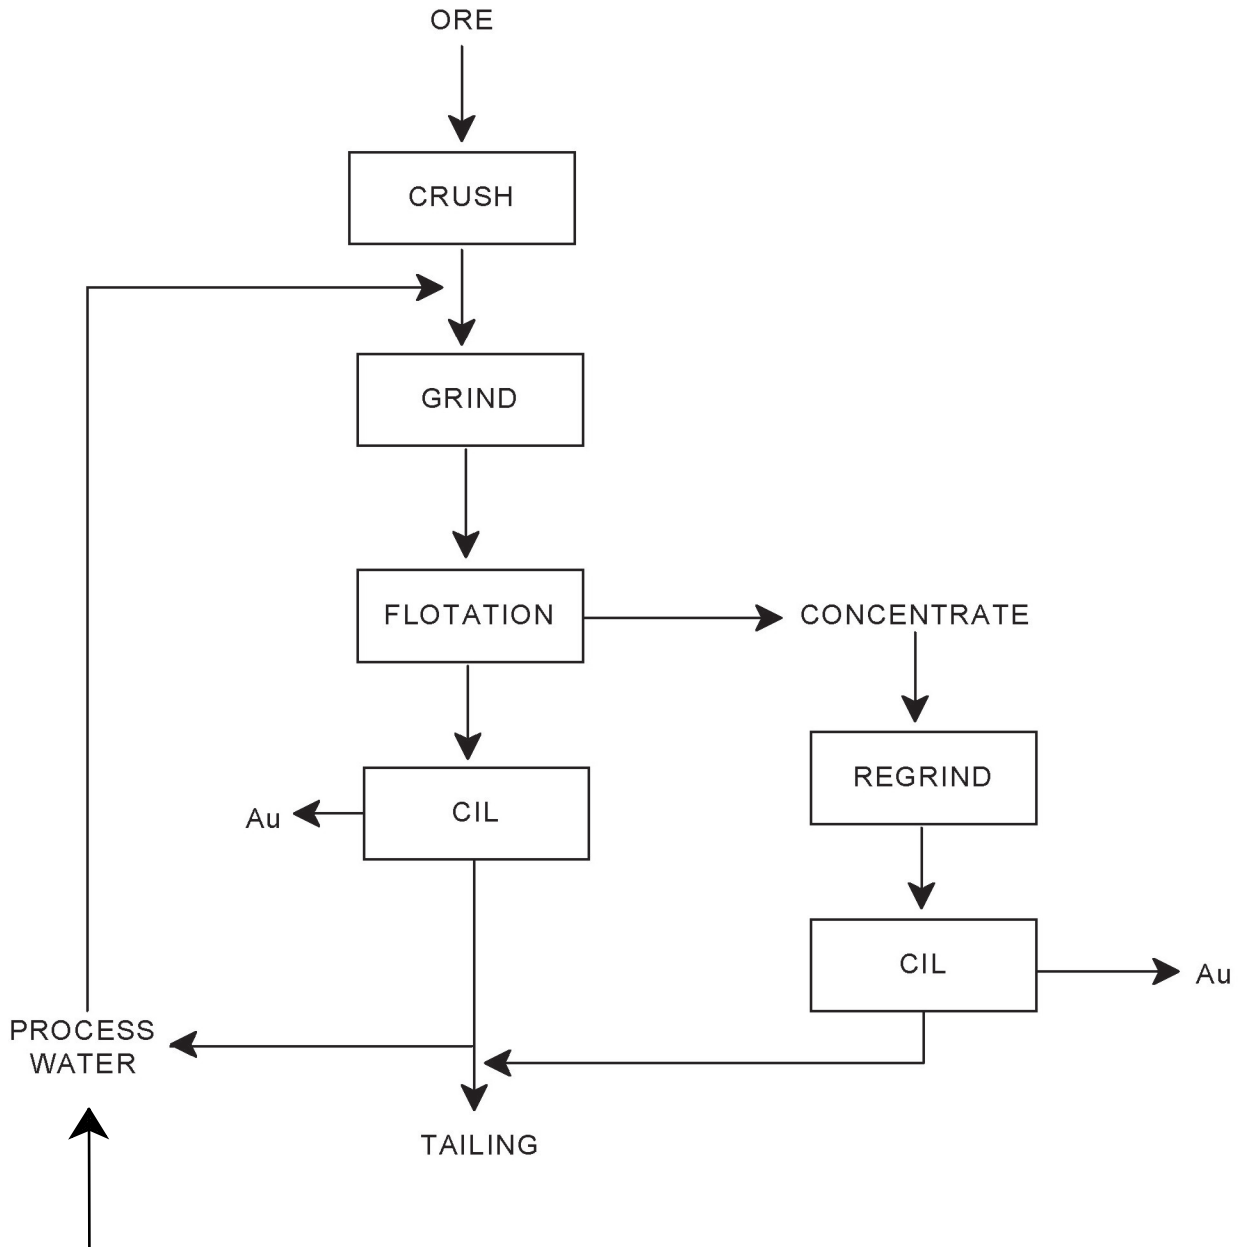 ORE
CRUSH
GRIND
FLOTATION
CONCENTRATE
REGRIND
CIL
Au
CIL
Au
PROCESS
WATER
TAILING